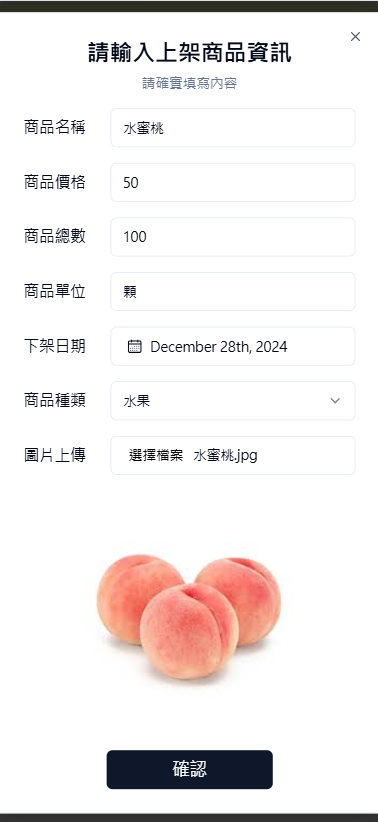 請輸入上架商品資訊
請確實填寫內容
商品名稱 水蜜桃
商品價格 50
商品總數 100
商品單位 顆
下架日期 December 28th, 2024
商品種類 水果
圖片上傳 選擇檔案 水蜜桃.jpg
確認